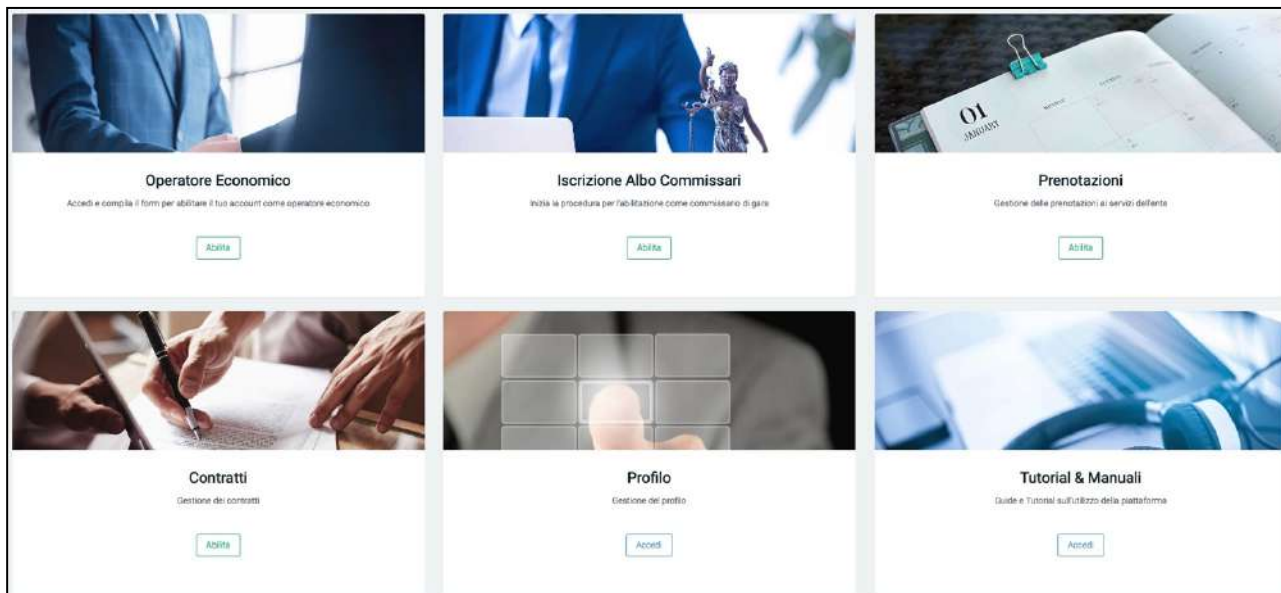 01
JANUARY
Operatore Economico
Accedi e compila il form per abilitare il tuo account come operatore economico
Abilita
Iscrizione Albo Commissari
Inizia la procedura per l'abilitazione come commissario di gara
Abilita
Prenotazioni
Gestione delle prenotazioni ai servizi dell'ente
Abilita
Contratti
Gestione dei contratti
Abilita
Profilo
Gestione del profilo
Accedi
Tutorial & Manuali
Guide e Tutorial sull'utilizzo della piattaforma
Accedi